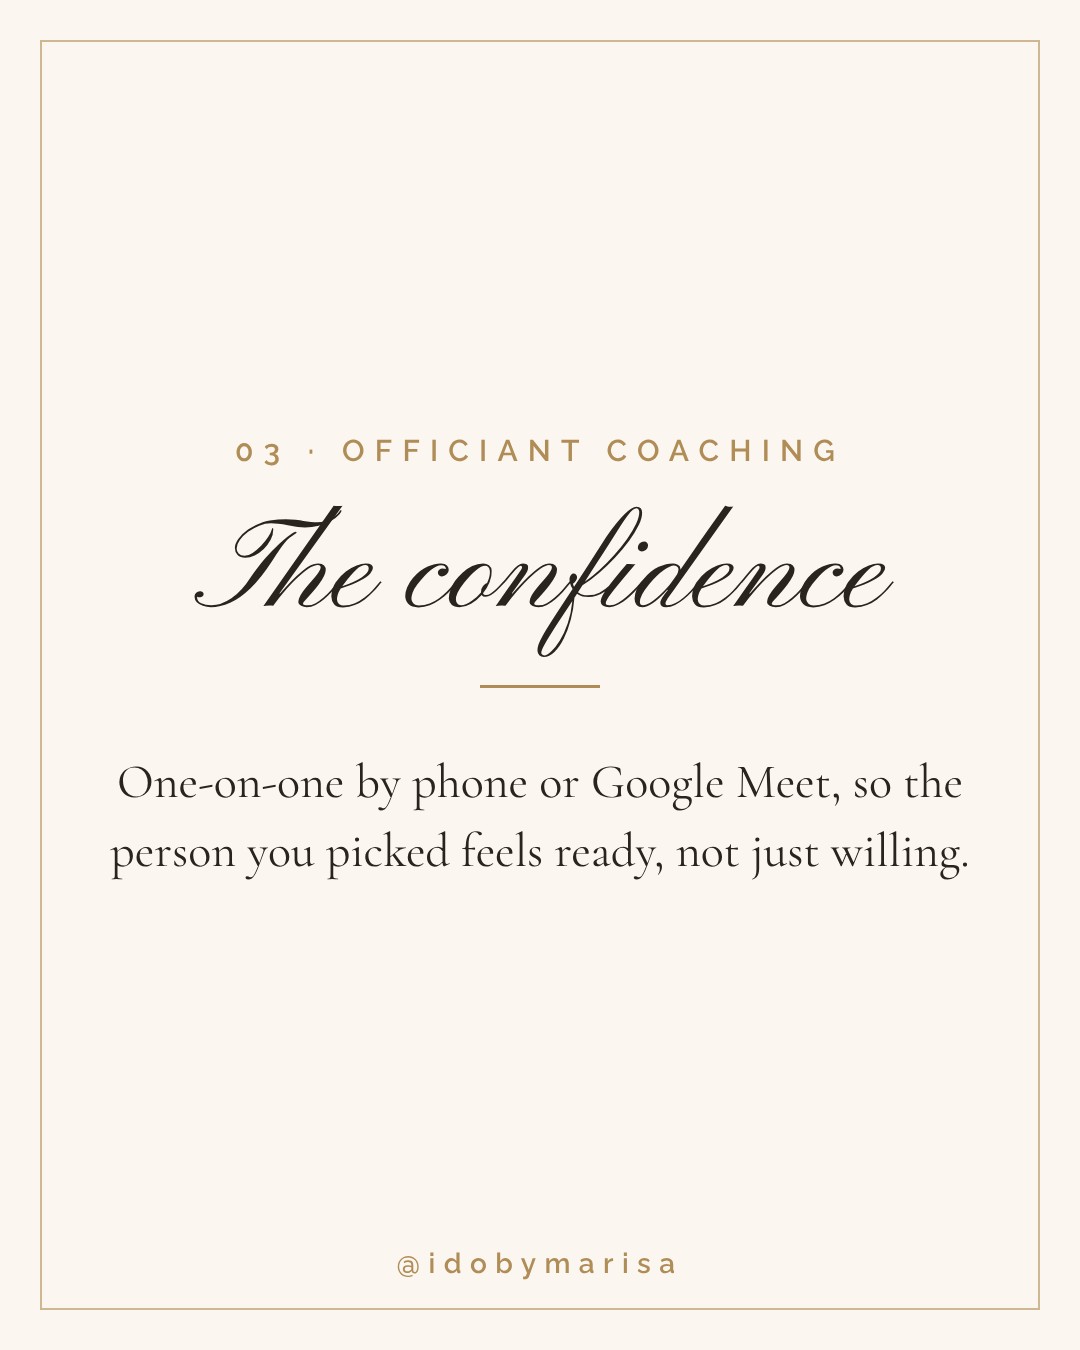 03 · OFFICIANT COACHING
The confidence
One-on-one by phone or Google Meet, so the
person you picked feels ready, not just willing.
@idobymarisa